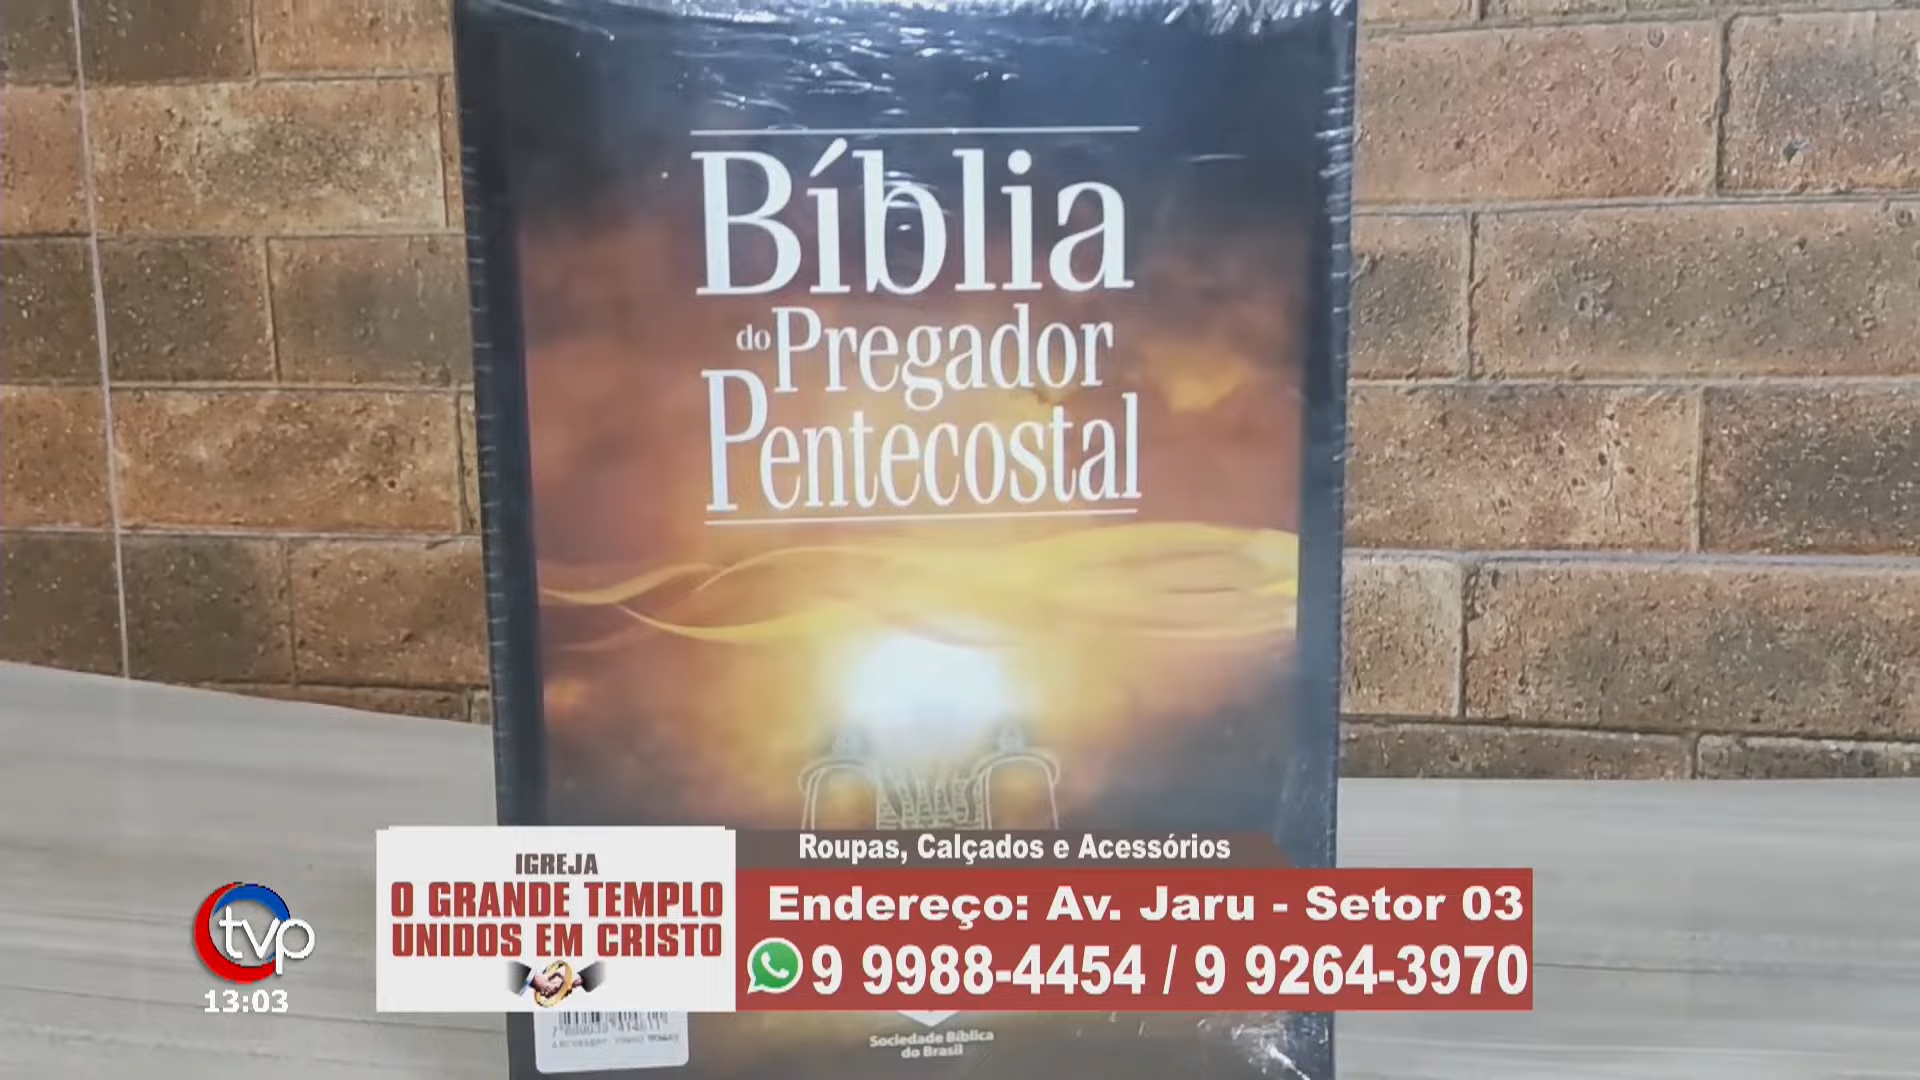 Bíblia
do Pregador
Pentecostal
Roupas, Calçados e Acessórios
IGREJA
O GRANDE TEMPLO
UNIDOS EM CRISTO
Endereço: Av. Jaru - Setor 03
9 9988-4454 / 9 9264-3970
tvp
13:03
Sociedade Bíblica
do Brasil